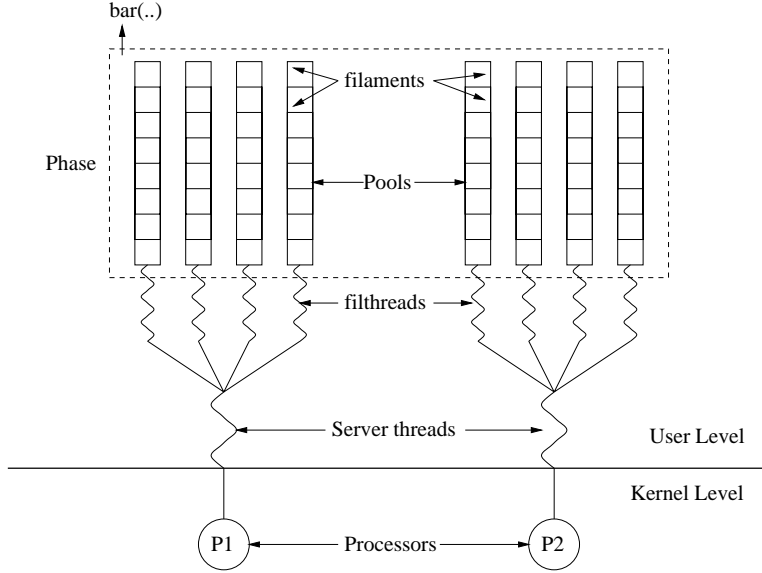 bar(..)
filaments
Phase
Pools
filthreads
Server threads
User Level
Kernel Level
P1
Processors
P2